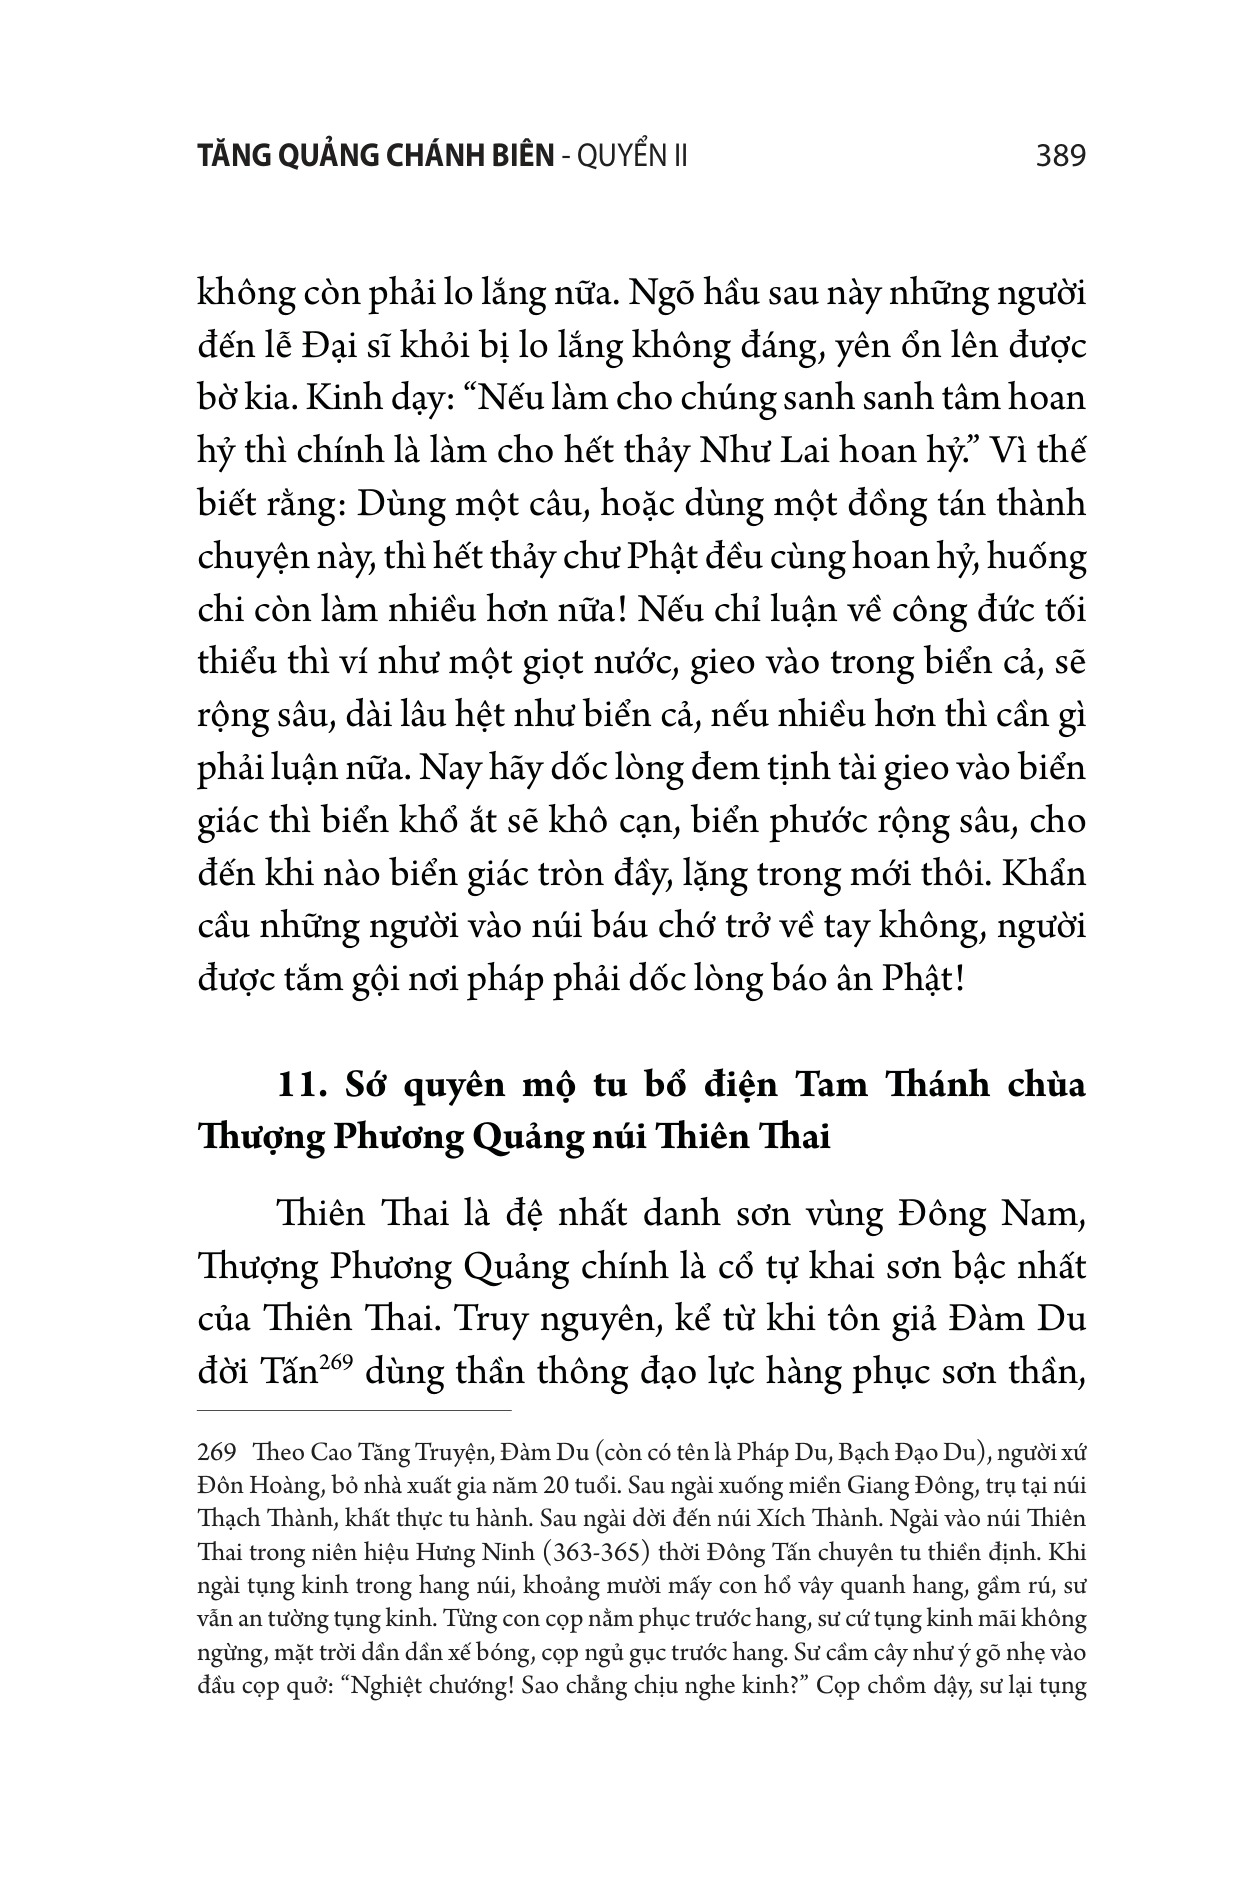 TĂNG QUẢNG CHÁNH BIÊN - QUYỂN II 389
không còn phải lo lắng nữa. Ngõ hầu sau này những người
đến lễ Đại sĩ khỏi bị lo lắng không đáng, yên ổn lên được
bờ kia. Kinh dạy: “Nếu làm cho chúng sanh sanh tâm hoan
hỷ thì chính là làm cho hết thảy Như Lai hoan hỷ.” Vì thế
biết rằng: Dùng một câu, hoặc dùng một đồng tán thành
chuyện này, thì hết thảy chư Phật đều cùng hoan hỷ, huống
chi còn làm nhiều hơn nữa! Nếu chỉ luận về công đức tối
thiểu thì ví như một giọt nước, gieo vào trong biển cả, sẽ
rộng sâu, dài lâu hệt như biển cả, nếu nhiều hơn thì cần gì
phải luận nữa. Nay hãy dốc lòng đem tịnh tài gieo vào biển
giác thì biển khổ ắt sẽ khô cạn, biển phước rộng sâu, cho
đến khi nào biển giác tròn đầy, lặng trong mới thôi. Khẩn
cầu những người vào núi báu chớ trở về tay không, người
được tắm gội nơi pháp phải dốc lòng báo ân Phật!
11. Sớ quyên mộ tu bổ điện Tam Thánh chùa
Thượng Phương Quảng núi Thiên Thai
Thiên Thai là đệ nhất danh sơn vùng Đông Nam,
Thượng Phương Quảng chính là cổ tự khai sơn bậc nhất
của Thiên Thai. Truy nguyên, kể từ khi tôn giả Đàm Du
đời Tấn269 dùng thần thông đạo lực hàng phục sơn thần,
269 Theo Cao Tăng Truyện, Đàm Du (còn có tên là Pháp Du, Bạch Đạo Du), người xứ
Đôn Hoàng, bỏ nhà xuất gia năm 20 tuổi. Sau ngài xuống miền Giang Đông, trụ tại núi
Thạch Thành, khất thực tu hành. Sau ngài dời đến núi Xích Thành. Ngài vào núi Thiên
Thai trong niên hiệu Hưng Ninh (363-365) thời Đông Tấn chuyên tu thiền định. Khi
ngài tụng kinh trong hang núi, khoảng mười mấy con hổ vây quanh hang, gầm rú, sư
vẫn an tường tụng kinh. Từng con cọp nằm phục trước hang, sư cứ tụng kinh mãi không
ngừng, mặt trời dần dần xế bóng, cọp ngủ gục trước hang. Sư cầm cây như ý gõ nhẹ vào
đầu cọp quở: “Nghiệt chướng! Sao chẳng chịu nghe kinh?” Cọp chồm dậy, sư lại tụng